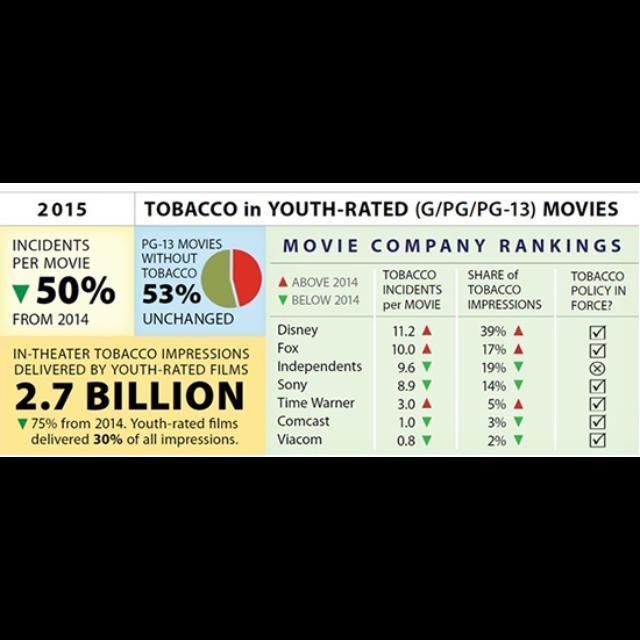 2015
TOBACCO in YOUTH-RATED (G/PG/PG-13) MOVIES
INCIDENTS
PER MOVIE
▼50%
FROM 2014
PG-13 MOVIES
WITHOUT
TOBACCO
53%
UNCHANGED
IN-THEATER TOBACCO IMPRESSIONS
DELIVERED BY YOUTH-RATED FILMS
2.7 BILLION
▼75% from 2014. Youth-rated films
delivered 30% of all impressions.
MOVIE COMPANY RANKINGS
▲ ABOVE 2014
▼ BELOW 2014
TOBACCO
INCIDENTS
per MOVIE
SHARE of
TOBACCO
IMPRESSIONS
TOBACCO
POLICY IN
FORCE?
Disney 11.2 ▲ 39% ▲ ☑
Fox 10.0 ▲ 17% ▲ ☑
Independents 9.6 ▼ 19% ▼ ⊗
Sony 8.9 ▼ 14% ▼ ☑
Time Warner 3.0 ▲ 5% ▲ ☑
Comcast 1.0 ▼ 3% ▼ ☑
Viacom 0.8 ▼ 2% ▼ ☑